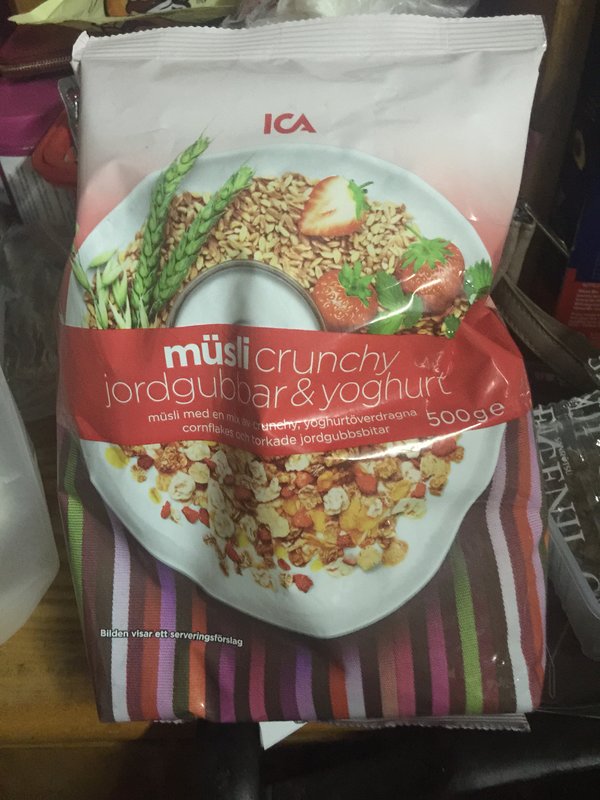 ICA
müsli crunchy
jordgubbar & yoghurt
müsli med en mix av crunchy, yoghurtöverdragna
cornflakes och torkade jordgubbsbitar
500g e
Bilden visar ett serveringsförslag